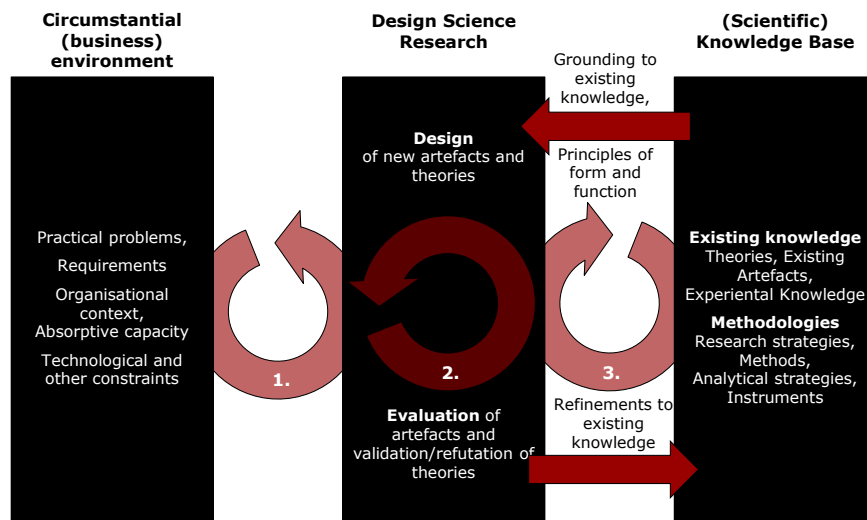 Circumstantial
(business)
environment
Practical problems,
Requirements
Organisational
context,
Absorptive capacity
Technological and
other constraints
1.
Design Science
Research
Design
of new artefacts and
theories
2.
Evaluation of
artefacts and
validation/refutation of
theories
Grounding to
existing
knowledge,
Principles of
form and
function
3.
Refinements to
existing
knowledge
(Scientific)
Knowledge Base
Existing knowledge
Theories, Existing
Artefacts,
Experiental Knowledge
Methodologies
Research strategies,
Methods,
Analytical strategies,
Instruments